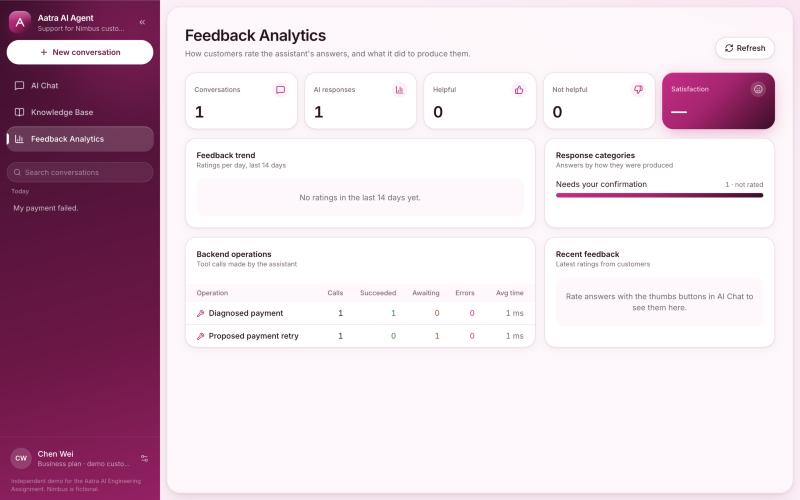 Aatra AI Agent
Support for Nimbus custo...
New conversation
AI Chat
Knowledge Base
Feedback Analytics
Search conversations
Today
My payment failed.
CW
Chen Wei
Business plan · demo custo...
Independent demo for the Aatra AI Engineering
Assignment. Nimbus is fictional.
Feedback Analytics
How customers rate the assistant's answers, and what it did to produce them.
Refresh
Conversations
1
AI responses
1
Helpful
0
Not helpful
0
Satisfaction
—
Feedback trend
Ratings per day, last 14 days
No ratings in the last 14 days yet.
Response categories
Answers by how they were produced
Needs your confirmation 1 · not rated
Backend operations
Tool calls made by the assistant
Operation Calls Succeeded Awaiting Errors Avg time
Diagnosed payment 1 1 0 0 1 ms
Proposed payment retry 1 0 1 0 1 ms
Recent feedback
Latest ratings from customers
Rate answers with the thumbs buttons in AI Chat to
see them here.